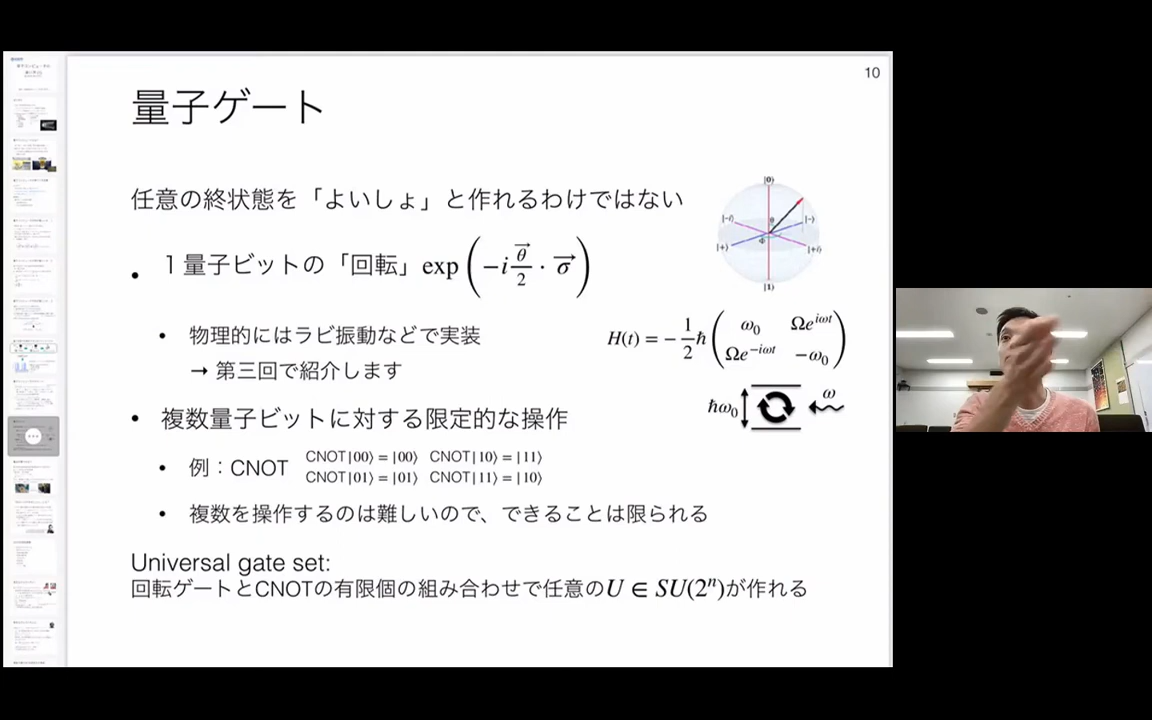 10
量子ゲート
任意の終状態を「よいしょ」と作れるわけではない
• 1量子ビットの「回転」exp(−i θ⃗/2 · σ⃗)
• 物理的にはラビ振動などで実装
→ 第三回で紹介します
H(t) = −1/2 ℏ (ω₀ Ωe^{iωt} Ωe^{−iωt} −ω₀)
|0⟩
|−i⟩ θ |−⟩
|+⟩ Φ |+i⟩
|1⟩
ℏω₀ ω
• 複数量子ビットに対する限定的な操作
• 例：CNOT
CNOT|00⟩ = |00⟩ CNOT|10⟩ = |11⟩
CNOT|01⟩ = |01⟩ CNOT|11⟩ = |10⟩
• 複数を操作するのは難しいので、できることは限られる
Universal gate set:
回転ゲートとCNOTの有限個の組み合わせで任意のU ∈ SU(2ⁿ)が作れる